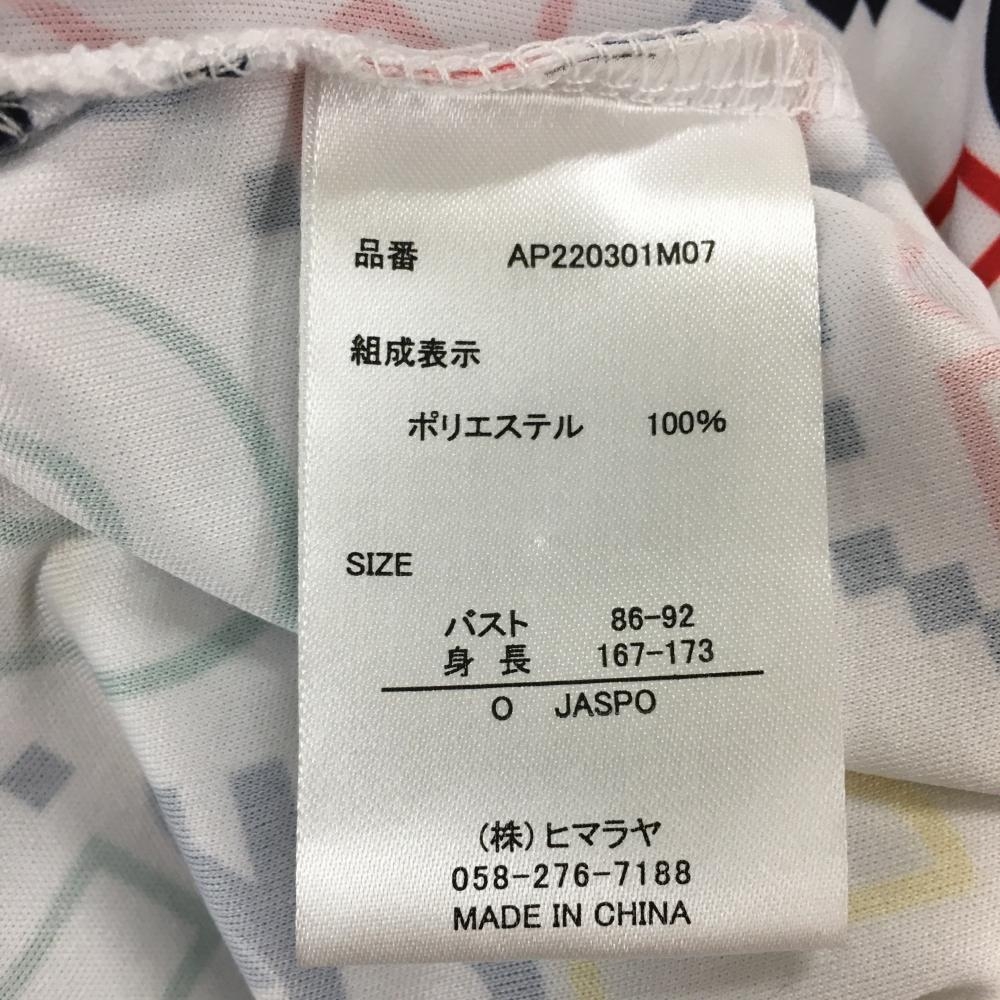 品番 AP220301M07
組成表示
ポリエステル 100%
SIZE
バスト 86-92
身 長 167-173
O JASPO
(株)ヒマラヤ
058-276-7188
MADE IN CHINA